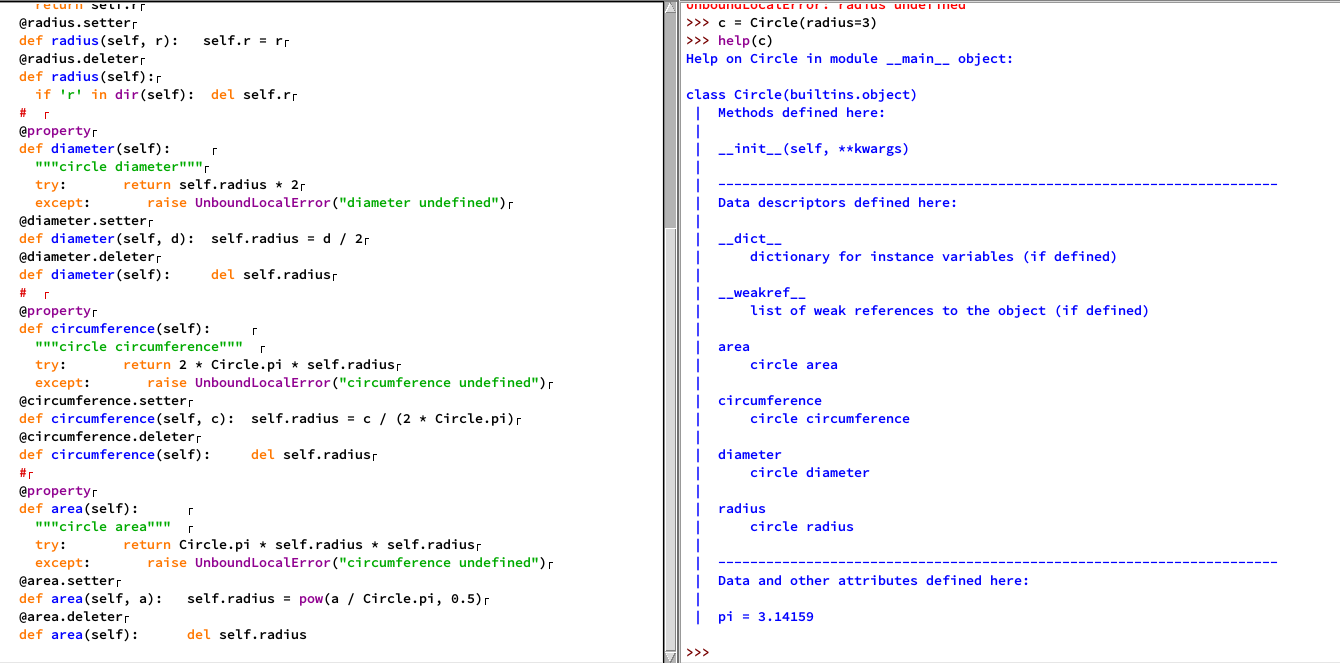 return self.r
@radius.setter
def radius(self, r):   self.r = r
@radius.deleter
def radius(self):
  if 'r' in dir(self):  del self.r
#
@property
def diameter(self):
  """circle diameter"""
  try:       return self.radius * 2
  except:       raise UnboundLocalError("diameter undefined")
@diameter.setter
def diameter(self, d):  self.radius = d / 2
@diameter.deleter
def diameter(self):     del self.radius
#
@property
def circumference(self):
  """circle circumference"""
  try:       return 2 * Circle.pi * self.radius
  except:       raise UnboundLocalError("circumference undefined")
@circumference.setter
def circumference(self, c):  self.radius = c / (2 * Circle.pi)
@circumference.deleter
def circumference(self):     del self.radius
#
@property
def area(self):
  """circle area"""
  try:       return Circle.pi * self.radius * self.radius
  except:       raise UnboundLocalError("circumference undefined")
@area.setter
def area(self, a):   self.radius = pow(a / Circle.pi, 0.5)
@area.deleter
def area(self):      del self.radius
UnboundLocalError: radius undefined
>>> c = Circle(radius=3)
>>> help(c)
Help on Circle in module __main__ object:
class Circle(builtins.object)
 |  Methods defined here:
 |
 |  __init__(self, **kwargs)
 |
 |  ----------------------------------------------------------------------
 |  Data descriptors defined here:
 |
 |  __dict__
 |      dictionary for instance variables (if defined)
 |
 |  __weakref__
 |      list of weak references to the object (if defined)
 |
 |  area
 |      circle area
 |
 |  circumference
 |      circle circumference
 |
 |  diameter
 |      circle diameter
 |
 |  radius
 |      circle radius
 |
 |  ----------------------------------------------------------------------
 |  Data and other attributes defined here:
 |
 |  pi = 3.14159
>>>